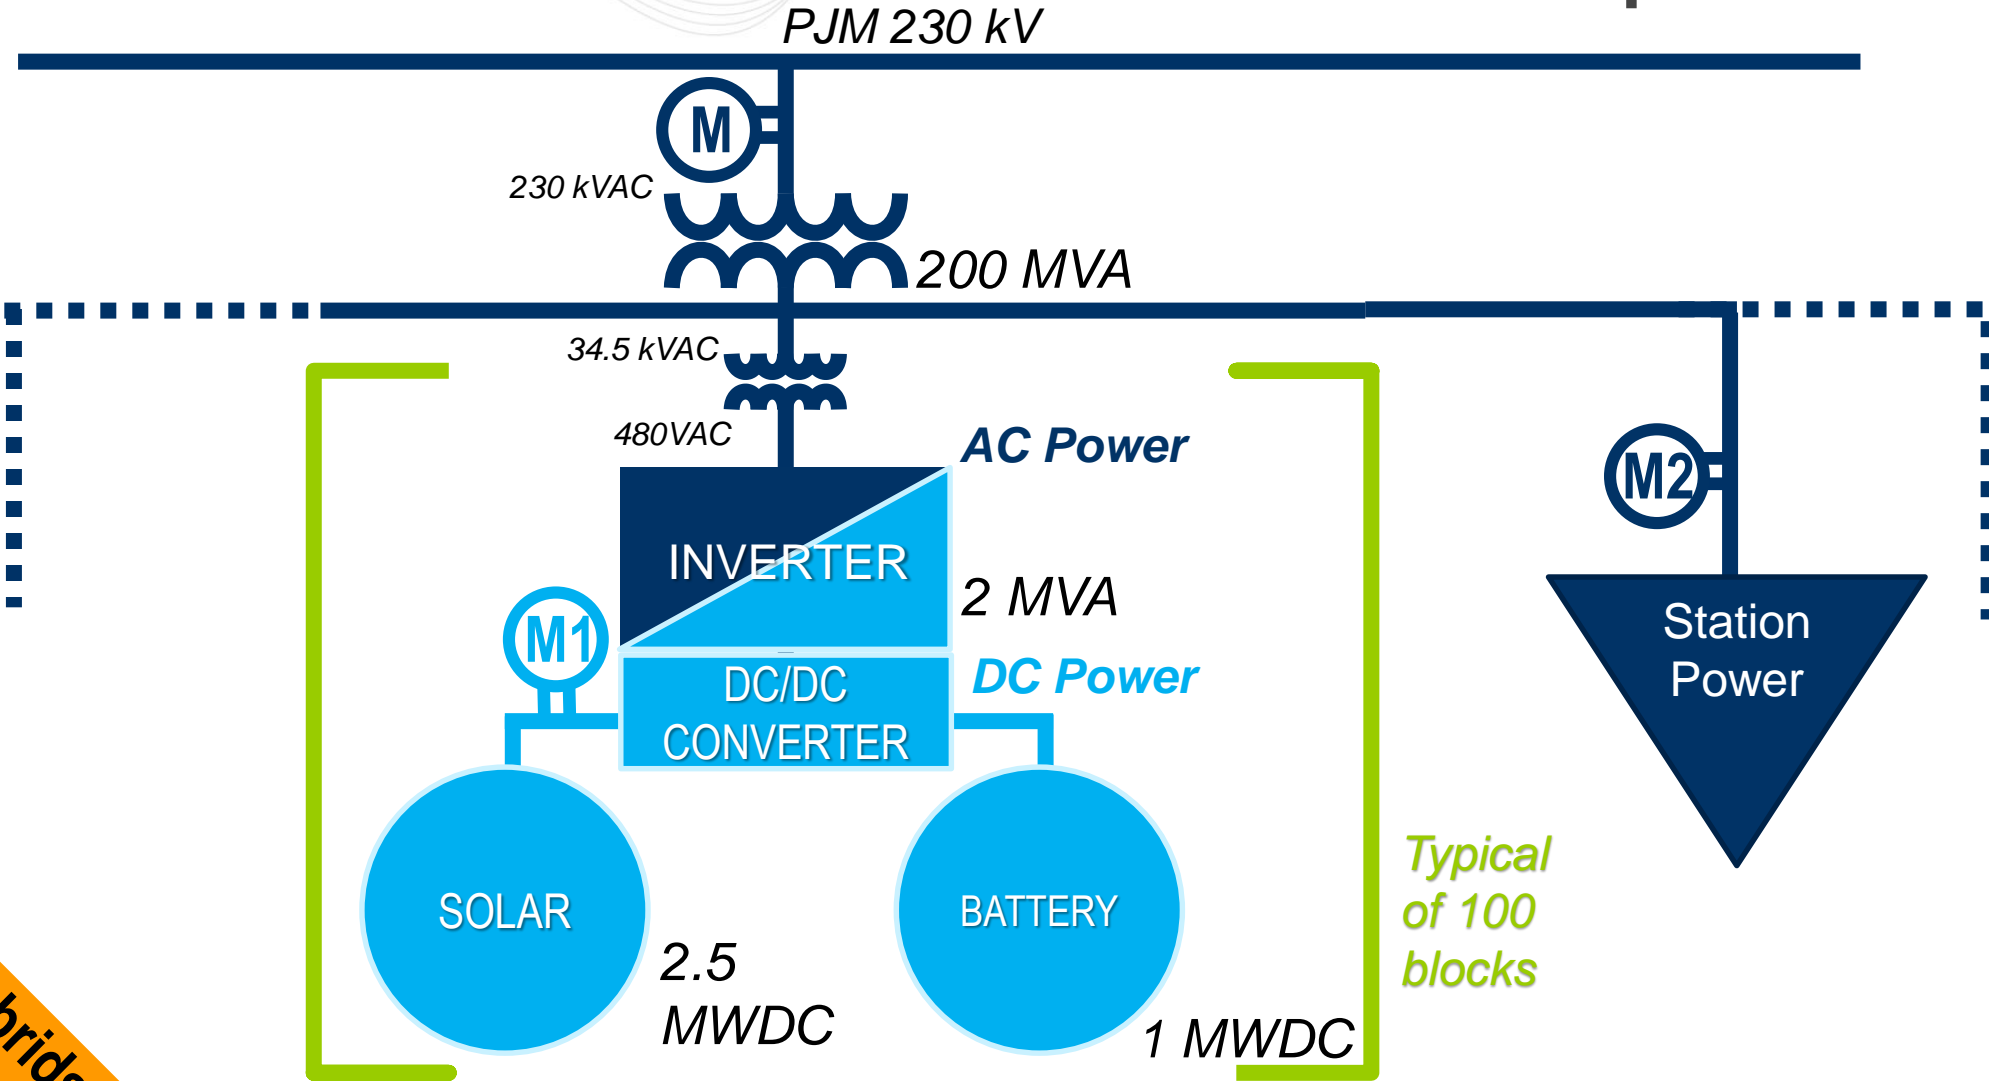 PJM 230 kV
M
230 kVAC
200 MVA
34.5 kVAC
480VAC
AC Power
M2
INVERTER
2 MVA
M1
Station
Power
DC/DC
CONVERTER
DC Power
SOLAR
BATTERY
2.5
MWDC
1 MWDC
Typical
of 100
blocks